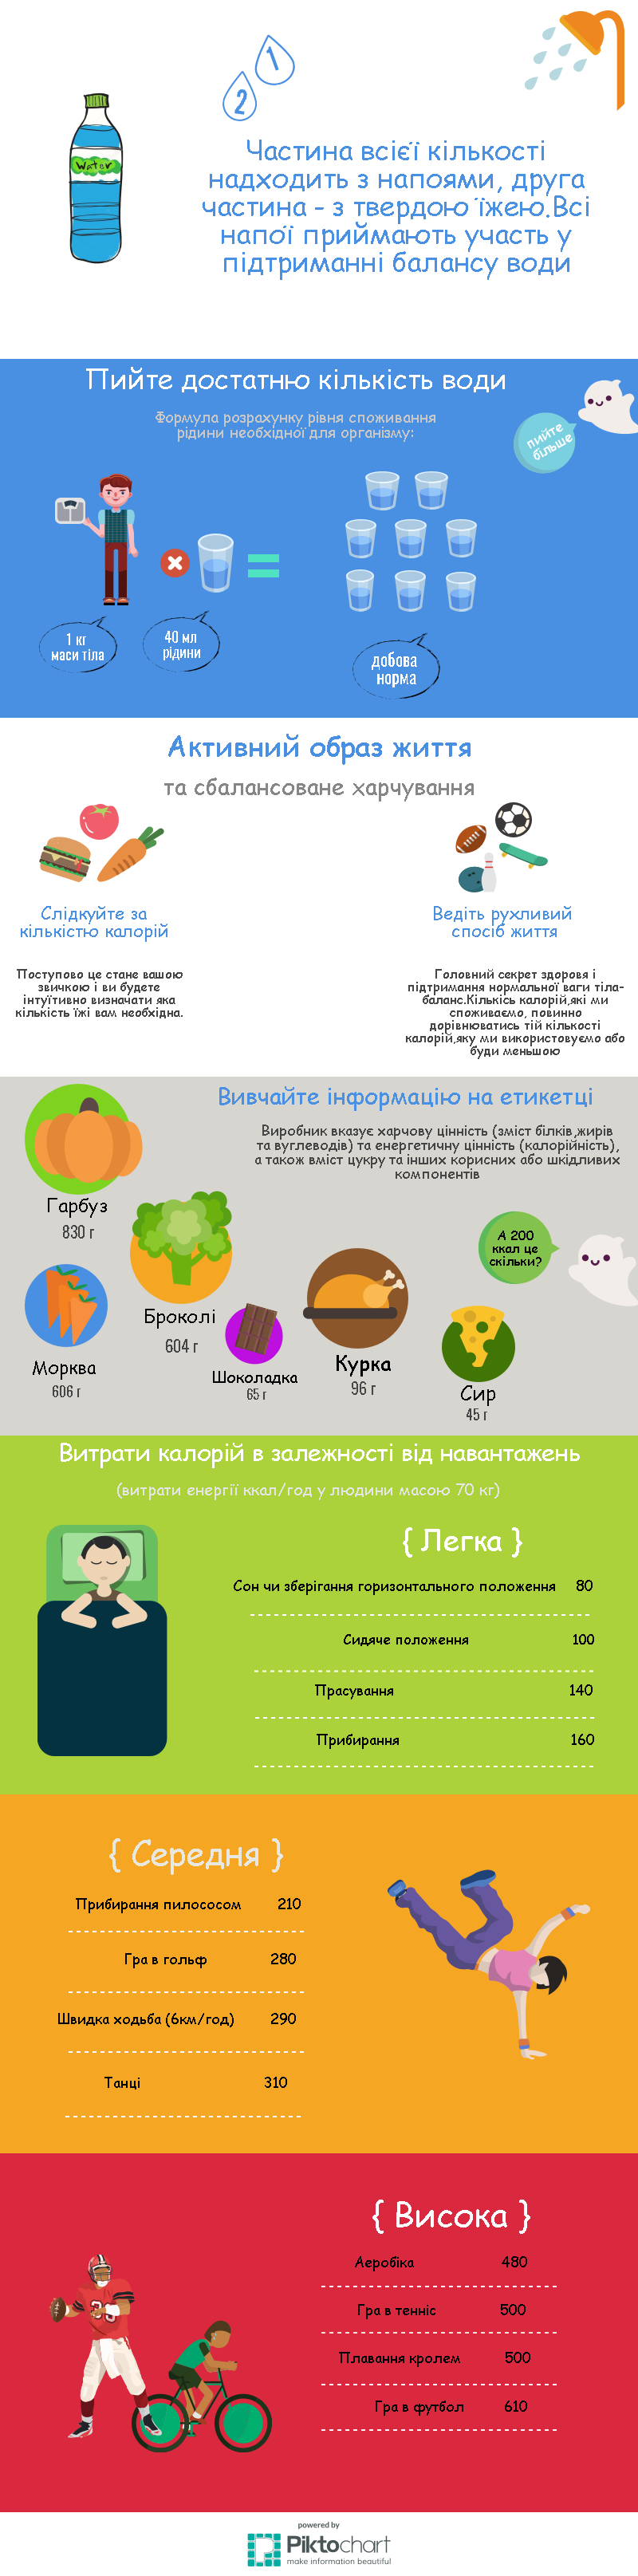 1
2
Water
Частина всієї кількості
надходить з напоями, друга
частина - з твердою їжею.Всі
напої приймають участь у
підтриманні балансу води
Пийте достатню кількість води
Формула розрахунку рівня споживання
рідини необхідної для організму:
пийте
більше
1 кг
маси тіла
40 мл
рідини
добова
норма
Активний образ життя
та сбалансоване харчування
Слідкуйте за
кількістю калорій
Поступово це стане вашою
звичкою і ви будете
інтуїтивно визначати яка
кількість їжі вам необхідна.
Ведіть рухливий
спосіб життя
Головний секрет здоровя і
підтримання нормальної ваги тіла-
баланс.Кількісь калорій,які ми
споживаємо, повинно
дорівнюватись тій кількості
калорій,яку ми використовуємо або
буди меньшою
Вивчайте інформацію на етикетці
Виробник вказує харчову цінність (зміст білків,жирів
та вуглеводів) та енергетичну цінність (калорійність),
а також вміст цукру та інших корисних або шкідливих
компонентів
Гарбуз
830 г
Броколі
604 г
А 200
ккал це
скільки?
Морква
606 г
Шоколадка
65 г
Курка
96 г
Сир
45 г
Витрати калорій в залежності від навантажень
(витрати енергії ккал/год у людини масою 70 кг)
{ Легка }
Сон чи зберігання горизонтального положення 80
Сидяче положення 100
Прасування 140
Прибирання 160
{ Середня }
Прибирання пилососом 210
Гра в гольф 280
Швидка ходьба (6км/год) 290
Танці 310
{ Висока }
Аеробіка 480
Гра в тенніс 500
Плавання кролем 500
Гра в футбол 610
powered by
Piktochart
make information beautiful